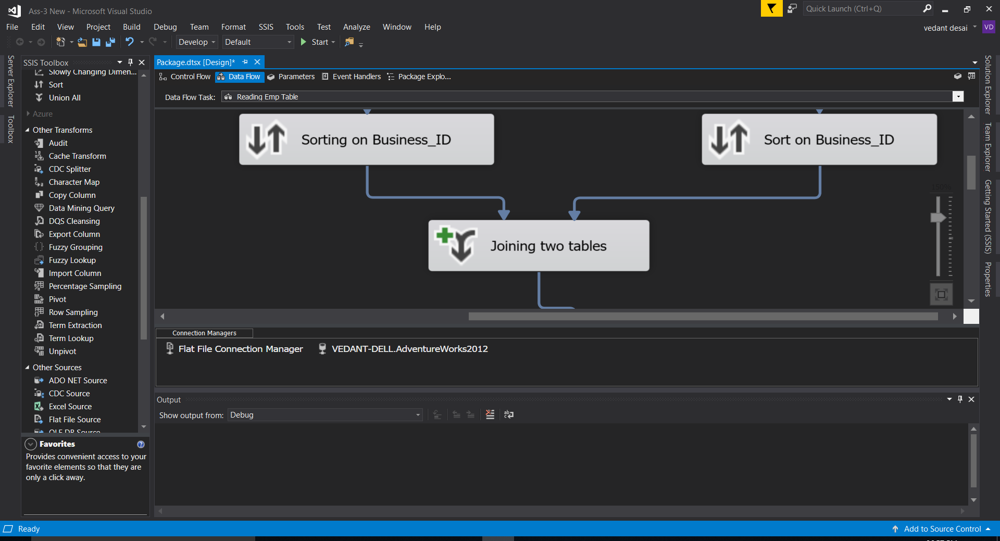 Ass-3 New - Microsoft Visual Studio
Quick Launch (Ctrl+Q)
File Edit View Project Build Debug Team Format SSIS Tools Test Analyze Window Help
vedant desai VD
Develop Default Start
Server Explorer
Toolbox
SSIS Toolbox
Slowly Changing Dimen...
Sort
Union All
Azure
Other Transforms
Audit
Cache Transform
CDC Splitter
Character Map
Copy Column
Data Mining Query
DQS Cleansing
Export Column
Fuzzy Grouping
Fuzzy Lookup
Import Column
Percentage Sampling
Pivot
Row Sampling
Term Extraction
Term Lookup
Unpivot
Other Sources
ADO NET Source
CDC Source
Excel Source
Flat File Source
OLE DB Source
Favorites
Provides convenient access to your
favorite elements so that they are
only a click away.
Package.dtsx [Design]*
Control Flow Data Flow Parameters Event Handlers Package Explo...
Data Flow Task: Reading Emp Table
Sorting on Business_ID
Sort on Business_ID
150%
Joining two tables
Connection Managers
Flat File Connection Manager VEDANT-DELL.AdventureWorks2012
Output
Show output from: Debug
Solution Explorer
Team Explorer
Getting Started (SSIS)
Properties
Ready
Add to Source Control